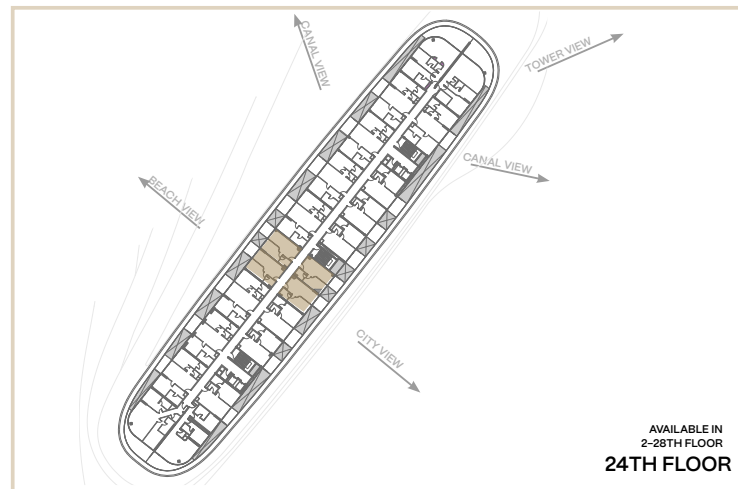 CANAL VIEW
TOWER VIEW
CANAL VIEW
BEACH VIEW
CITY VIEW
AVAILABLE IN
2-28TH FLOOR
24TH FLOOR